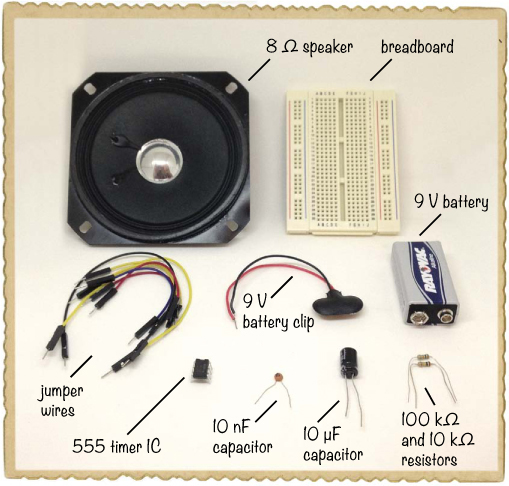 8 Ω speaker
breadboard
9 V battery
RAYOVAC
9 V
battery clip
jumper
wires
555 timer IC
10 nF
capacitor
10 µF
capacitor
100 kΩ
and 10 kΩ
resistors